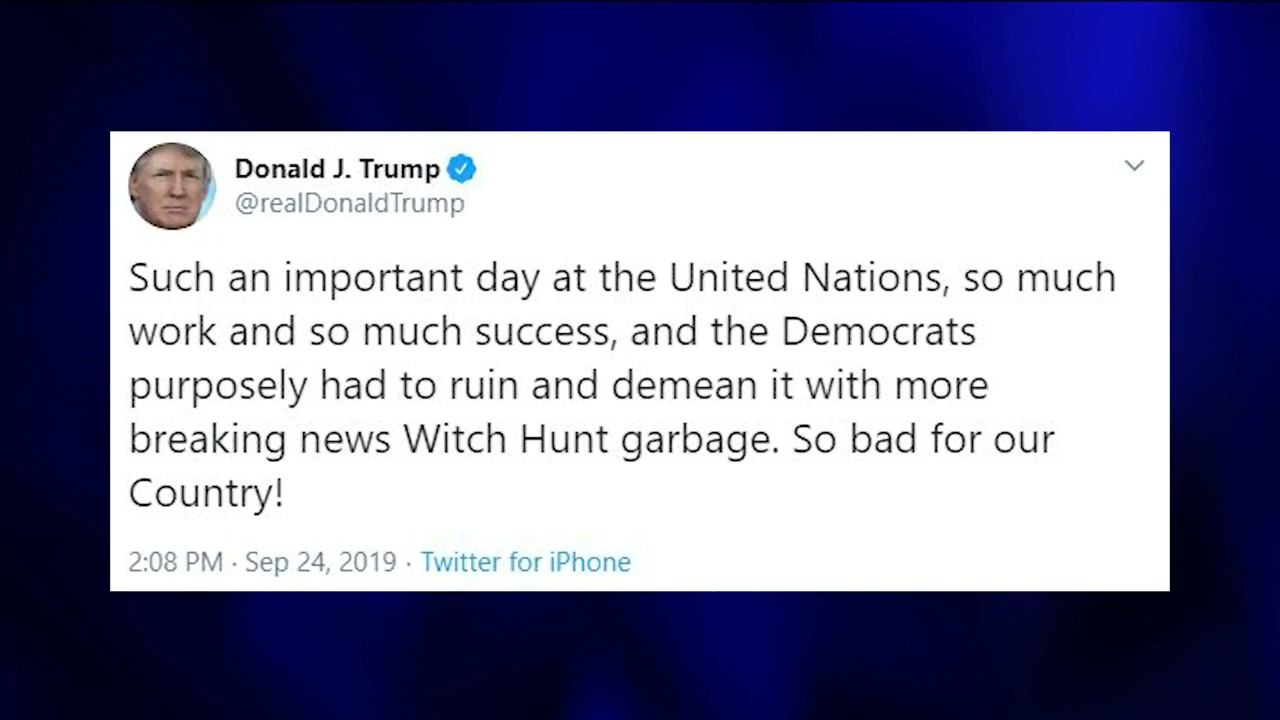 Donald J. Trump
@realDonaldTrump
Such an important day at the United Nations, so much
work and so much success, and the Democrats
purposely had to ruin and demean it with more
breaking news Witch Hunt garbage. So bad for our
Country!
2:08 PM · Sep 24, 2019 · Twitter for iPhone